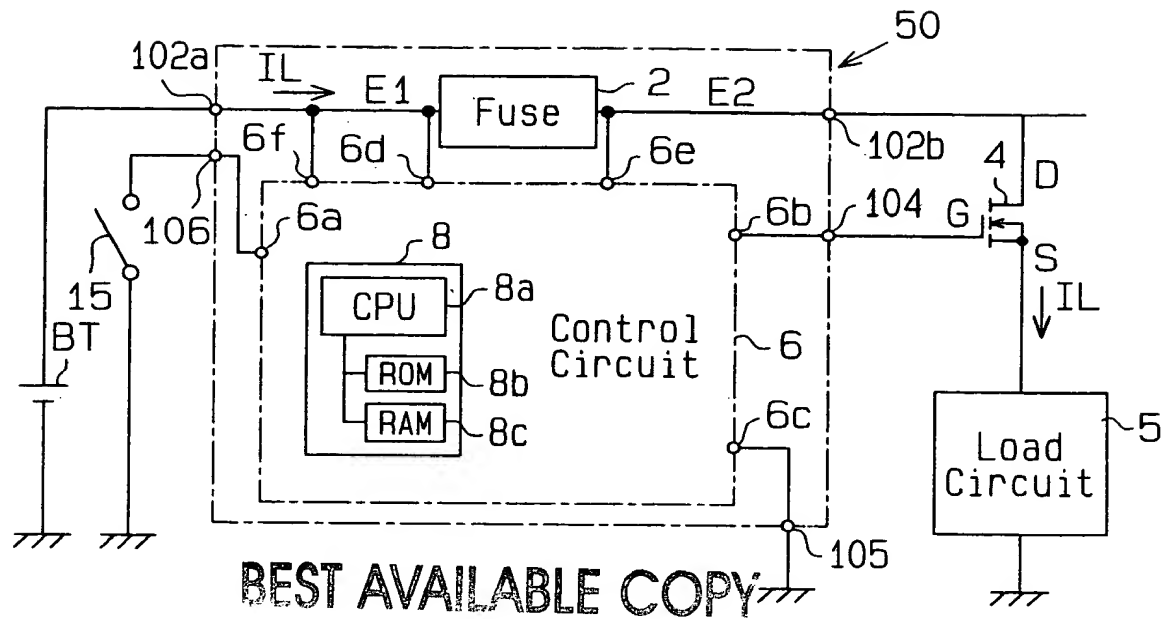 50
102a
IL
E1
2
Fuse
E2
6f
6d
6e
102b
106
6a
6b
104
4
D
G
S
15
8
CPU
8a
Control
Circuit
6
IL
BT
ROM
8b
RAM
8c
6c
5
Load
Circuit
105
BEST AVAILABLE COPY